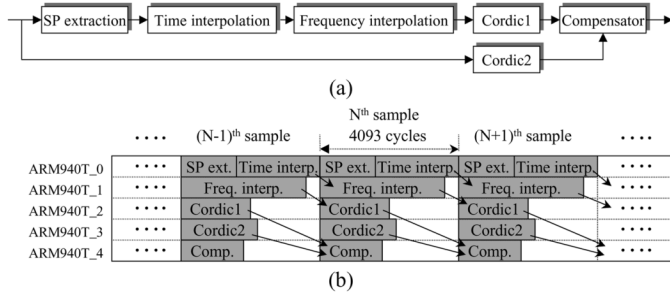 SP extraction Time interpolation Frequency interpolation Cordic1 Compensator
Cordic2
(a)
Nth sample
(N-1)th sample 4093 cycles (N+1)th sample
ARM940T_0 SP ext. Time interp. SP ext. Time interp. SP ext. Time interp.
ARM940T_1 Freq. interp. Freq. interp. Freq. interp.
ARM940T_2 Cordic1 Cordic1 Cordic1
ARM940T_3 Cordic2 Cordic2 Cordic2
ARM940T_4 Comp. Comp. Comp.
(b)